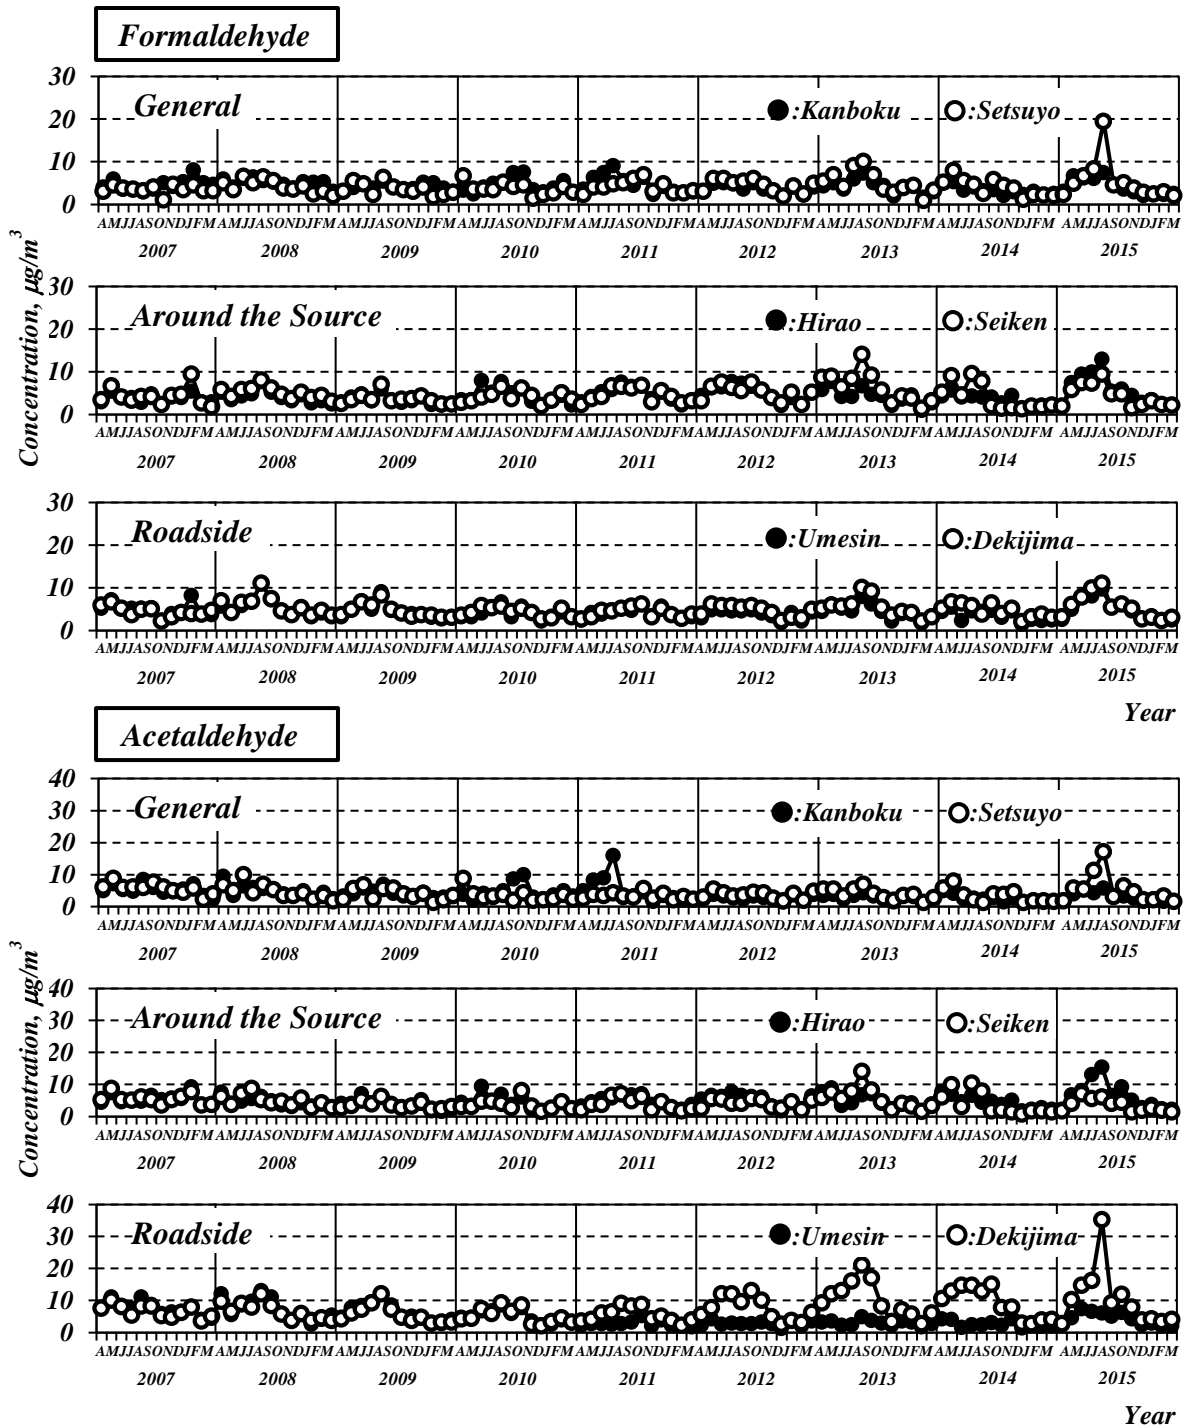 Formaldehyde
30
General
●:Kanboku
○:Setsuyo
20
10
0
AMJJASONDJFM AMJJASONDJFM AMJJASONDJFM AMJJASONDJFM AMJJASONDJFM AMJJASONDJFM AMJJASONDJFM AMJJASONDJFM AMJJASONDJFM
2007 2008 2009 2010 2011 2012 2013 2014 2015
Concentration, μg/m³
30
Around the Source
●:Hirao
○:Seiken
20
10
0
AMJJASONDJFM AMJJASONDJFM AMJJASONDJFM AMJJASONDJFM AMJJASONDJFM AMJJASONDJFM AMJJASONDJFM AMJJASONDJFM AMJJASONDJFM
2007 2008 2009 2010 2011 2012 2013 2014 2015
30
Roadside
●:Umesin
○:Dekijima
20
10
0
AMJJASONDJFM AMJJASONDJFM AMJJASONDJFM AMJJASONDJFM AMJJASONDJFM AMJJASONDJFM AMJJASONDJFM AMJJASONDJFM AMJJASONDJFM
2007 2008 2009 2010 2011 2012 2013 2014 2015
Year
Acetaldehyde
40
General
●:Kanboku
○:Setsuyo
30
20
10
0
AMJJASONDJFM AMJJASONDJFM AMJJASONDJFM AMJJASONDJFM AMJJASONDJFM AMJJASONDJFM AMJJASONDJFM AMJJASONDJFM AMJJASONDJFM
2007 2008 2009 2010 2011 2012 2013 2014 2015
Concentration, μg/m³
40
Around the Source
●:Hirao
○:Seiken
30
20
10
0
AMJJASONDJFM AMJJASONDJFM AMJJASONDJFM AMJJASONDJFM AMJJASONDJFM AMJJASONDJFM AMJJASONDJFM AMJJASONDJFM AMJJASONDJFM
2007 2008 2009 2010 2011 2012 2013 2014 2015
40
Roadside
●:Umesin
○:Dekijima
30
20
10
0
AMJJASONDJFM AMJJASONDJFM AMJJASONDJFM AMJJASONDJFM AMJJASONDJFM AMJJASONDJFM AMJJASONDJFM AMJJASONDJFM AMJJASONDJFM
2007 2008 2009 2010 2011 2012 2013 2014 2015
Year